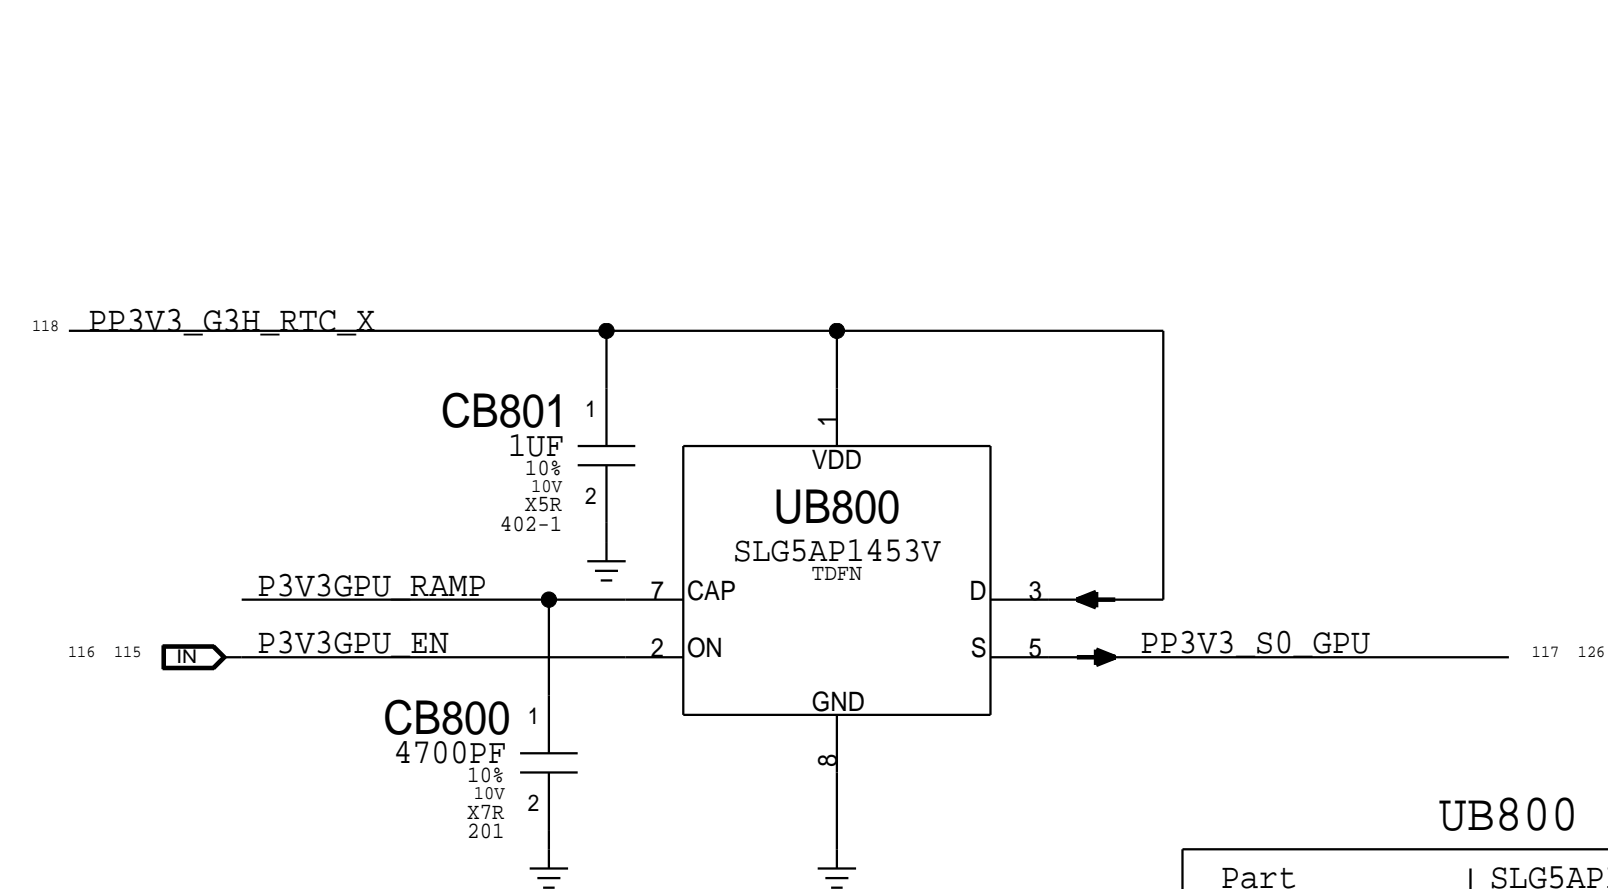 118 PP3V3_G3H_RTC_X
CB801 1
1UF
10%
10V
X5R 2
402-1
1
VDD
UB800
SLG5AP1453V
TDFN
P3V3GPU_RAMP 7 CAP D 3
116 115 IN P3V3GPU_EN 2 ON S 5 PP3V3_S0_GPU 117 126
GND
8
CB800 1
4700PF
10%
10V
X7R 2
201
UB800
Part SLG5AP